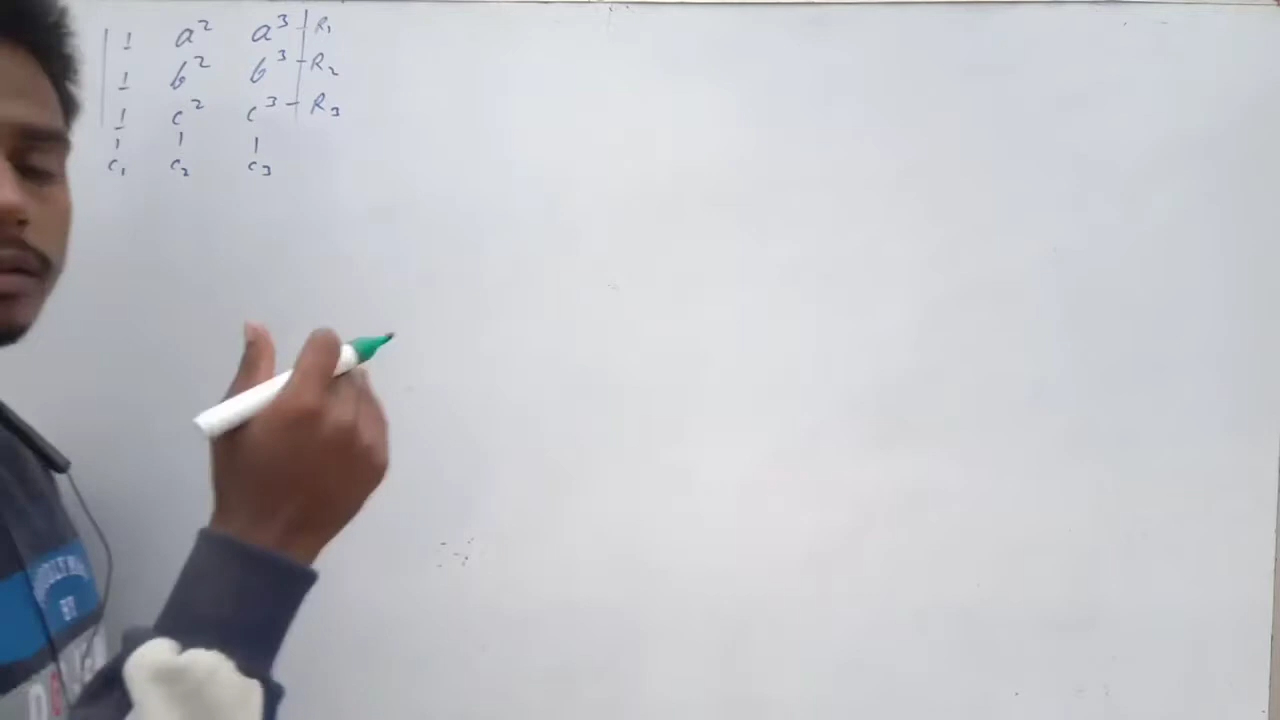 | 1 a² a³ | - R₁
| 1 b² b³ | - R₂
| 1 c² c³ | - R₃
c₁ c₂ c₃